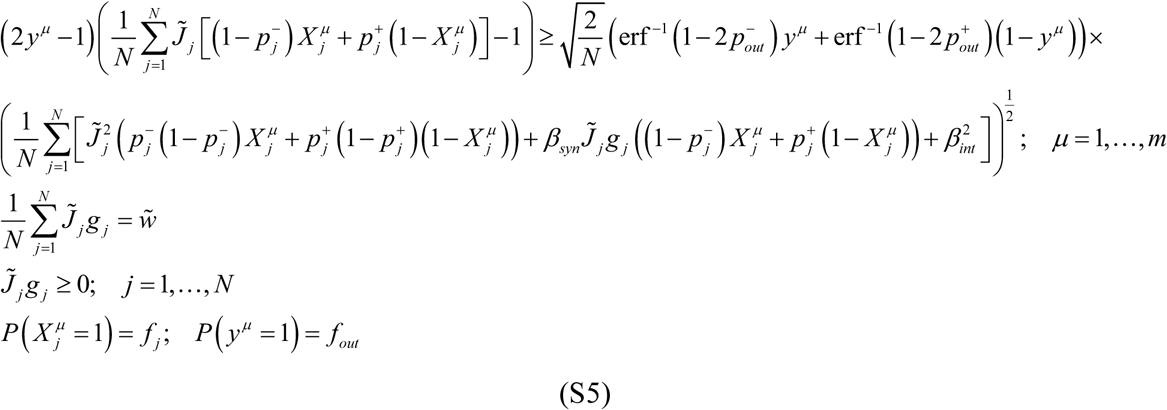 (2y^μ −1)(1/N ∑_{j=1}^{N} J̃_j[(1−p_j^−)X_j^μ + p_j^+(1−X_j^μ)]−1) ≥ √(2/N) (erf^{−1}(1−2p_{out}^−)y^μ + erf^{−1}(1−2p_{out}^+)(1−y^μ))×
(1/N ∑_{j=1}^{N} [J̃_j^2(p_j^−(1−p_j^−)X_j^μ + p_j^+(1−p_j^+)(1−X_j^μ)) + β_{syn}J̃_j g_j((1−p_j^−)X_j^μ + p_j^+(1−X_j^μ)) + β_{int}^2])^{1/2}; μ = 1,…,m
1/N ∑_{j=1}^{N} J̃_j g_j = w̃
J̃_j g_j ≥ 0; j = 1,…,N
P(X_j^μ = 1) = f_j; P(y^μ = 1) = f_{out}
(S5)